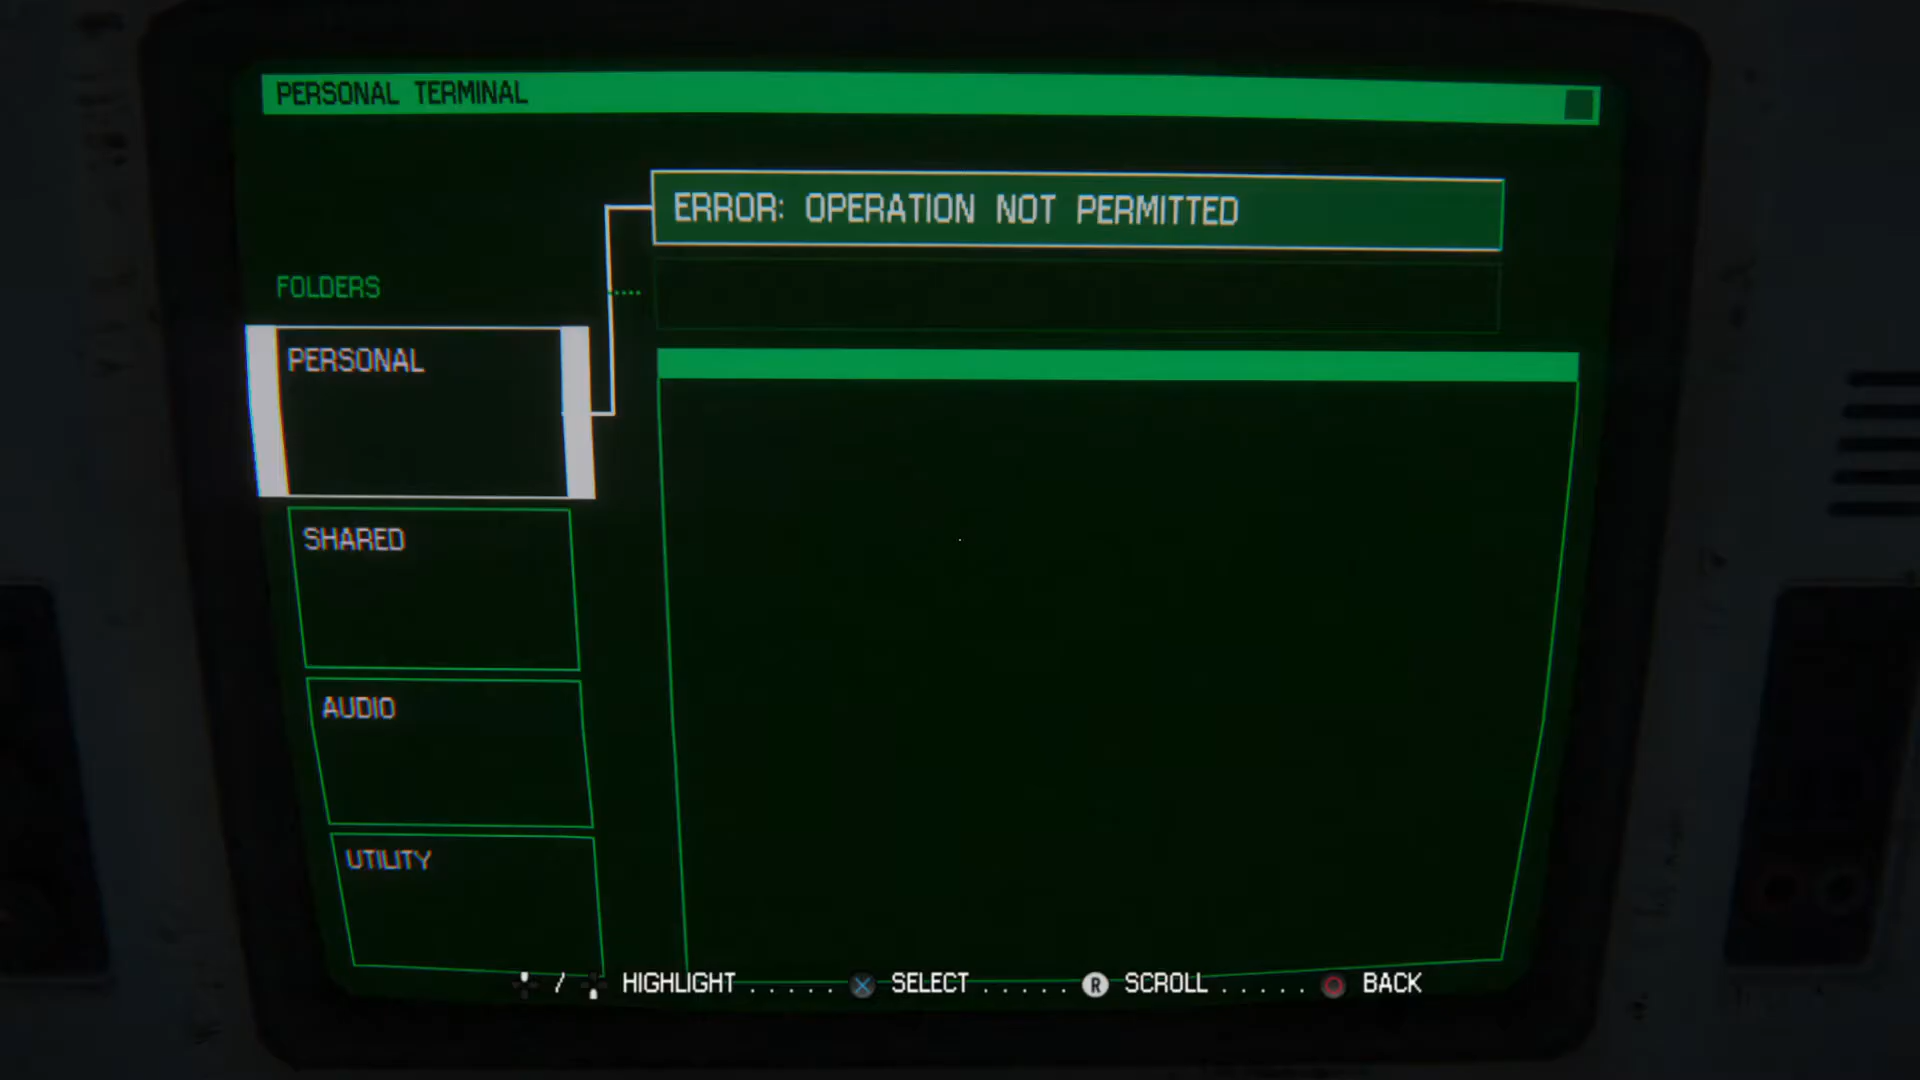 PERSONAL TERMINAL
ERROR: OPERATION NOT PERMITTED
FOLDERS
PERSONAL
SHARED
AUDIO
UTILITY
/ HIGHLIGHT ..... SELECT ..... R SCROLL ..... BACK